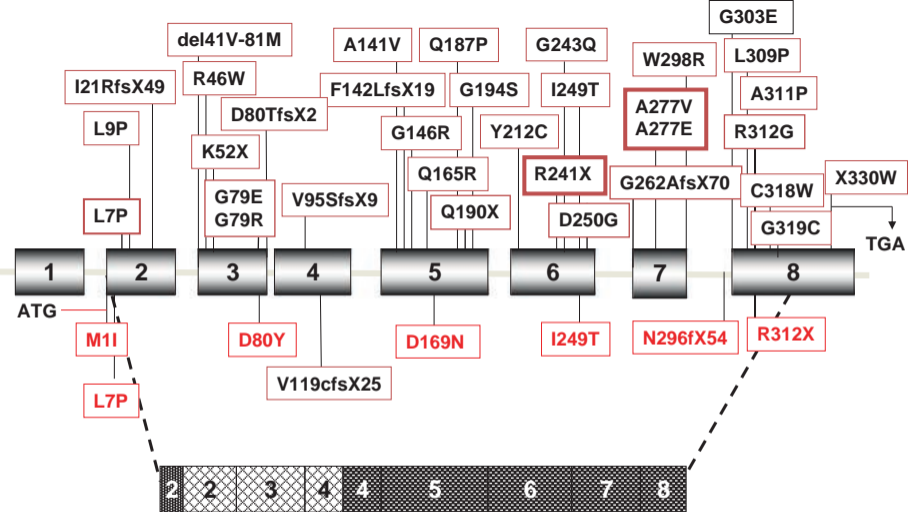 G303E
del41V-81M
A141V
Q187P
G243Q
L309P
W298R
I21RfsX49
R46W
F142LfsX19
G194S
I249T
A311P
A277V
A277E
D80TfsX2
L9P
G146R
Y212C
R312G
K52X
Q165R
R241X
G262AfsX70
C318W
X330W
G79E
G79R
V95SfsX9
L7P
Q190X
D250G
G319C
TGA
1 2 3 4 5 6 7 8
ATG
M1I
D80Y
D169N
I249T
N296fX54
R312X
V119cfsX25
L7P
2 2 3 4 4 5 6 7 8